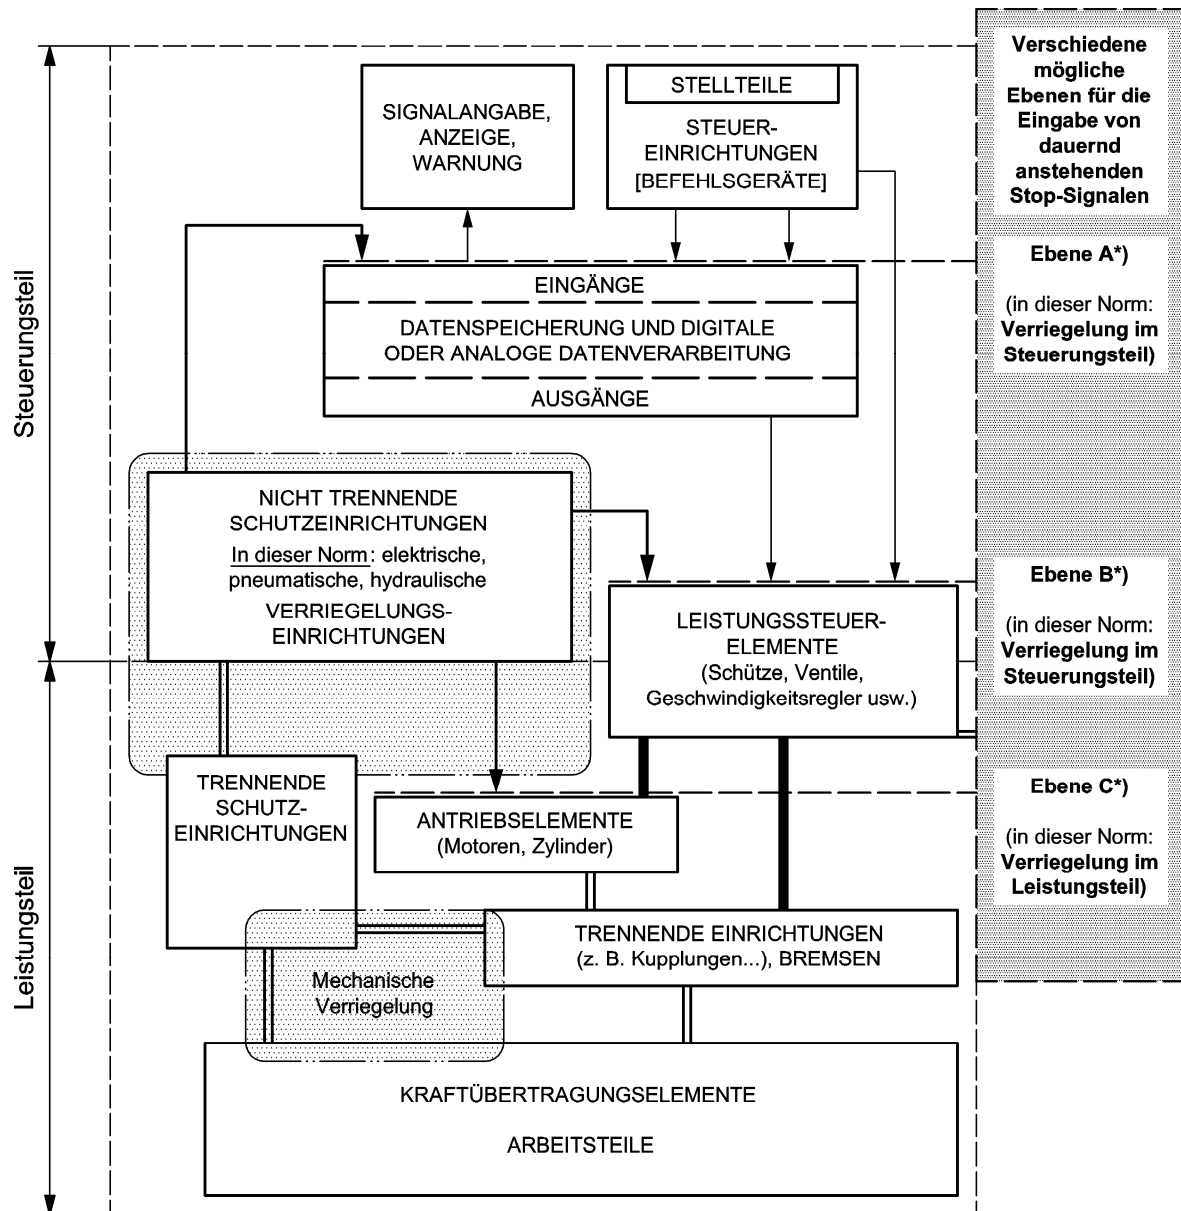 Steuerungsteil
Leistungsteil
SIGNALANGABE,
ANZEIGE,
WARNUNG
STELLTEILE
STEUER-
EINRICHTUNGEN
[BEFEHLSGERÄTE]
EINGÄNGE
DATENSPEICHERUNG UND DIGITALE
ODER ANALOGE DATENVERARBEITUNG
AUSGÄNGE
NICHT TRENNENDE
SCHUTZEINRICHTUNGEN
In dieser Norm: elektrische,
pneumatische, hydraulische
VERRIEGELUNGS-
EINRICHTUNGEN
LEISTUNGSSTEUER-
ELEMENTE
(Schütze, Ventile,
Geschwindigkeitsregler usw.)
TRENNENDE
SCHUTZ-
EINRICHTUNGEN
ANTRIEBSELEMENTE
(Motoren, Zylinder)
TRENNENDE EINRICHTUNGEN
(z. B. Kupplungen...), BREMSEN
Mechanische
Verriegelung
KRAFTÜBERTRAGUNGSELEMENTE
ARBEITSTEILE
Verschiedene
mögliche
Ebenen für die
Eingabe von
dauernd
anstehenden
Stop-Signalen
Ebene A*)
(in dieser Norm:
Verriegelung im
Steuerungsteil)
Ebene B*)
(in dieser Norm:
Verriegelung im
Steuerungsteil)
Ebene C*)
(in dieser Norm:
Verriegelung im
Leistungsteil)